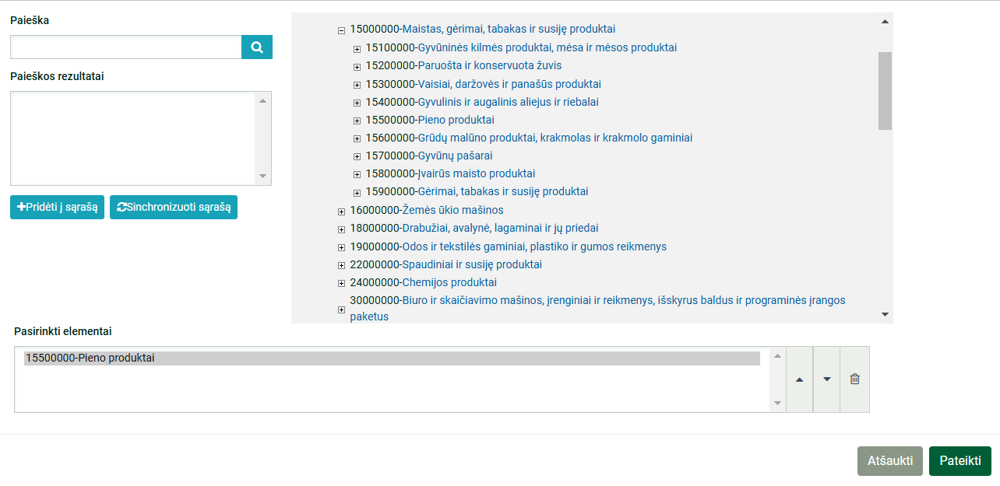 Paieška
Paieškos rezultatai
Pridėti į sąrašą
Sinchronizuoti sąrašą
15000000-Maistas, gėrimai, tabakas ir susiję produktai
15100000-Gyvūninės kilmės produktai, mėsa ir mėsos produktai
15200000-Paruošta ir konservuota žuvis
15300000-Vaisiai, daržovės ir panašūs produktai
15400000-Gyvulinis ir augalinis aliejus ir riebalai
15500000-Pieno produktai
15600000-Grūdų malūno produktai, krakmolas ir krakmolo gaminiai
15700000-Gyvūnų pašarai
15800000-Įvairūs maisto produktai
15900000-Gėrimai, tabakas ir susiję produktai
16000000-Žemės ūkio mašinos
18000000-Drabužiai, avalynė, lagaminai ir jų priedai
19000000-Odos ir tekstilės gaminiai, plastiko ir gumos reikmenys
22000000-Spaudiniai ir susiję produktai
24000000-Chemijos produktai
30000000-Biuro ir skaičiavimo mašinos, įrenginiai ir reikmenys, išskyrus baldus ir programinės įrangos
paketus
Pasirinkti elementai
15500000-Pieno produktai
Atšaukti
Pateikti